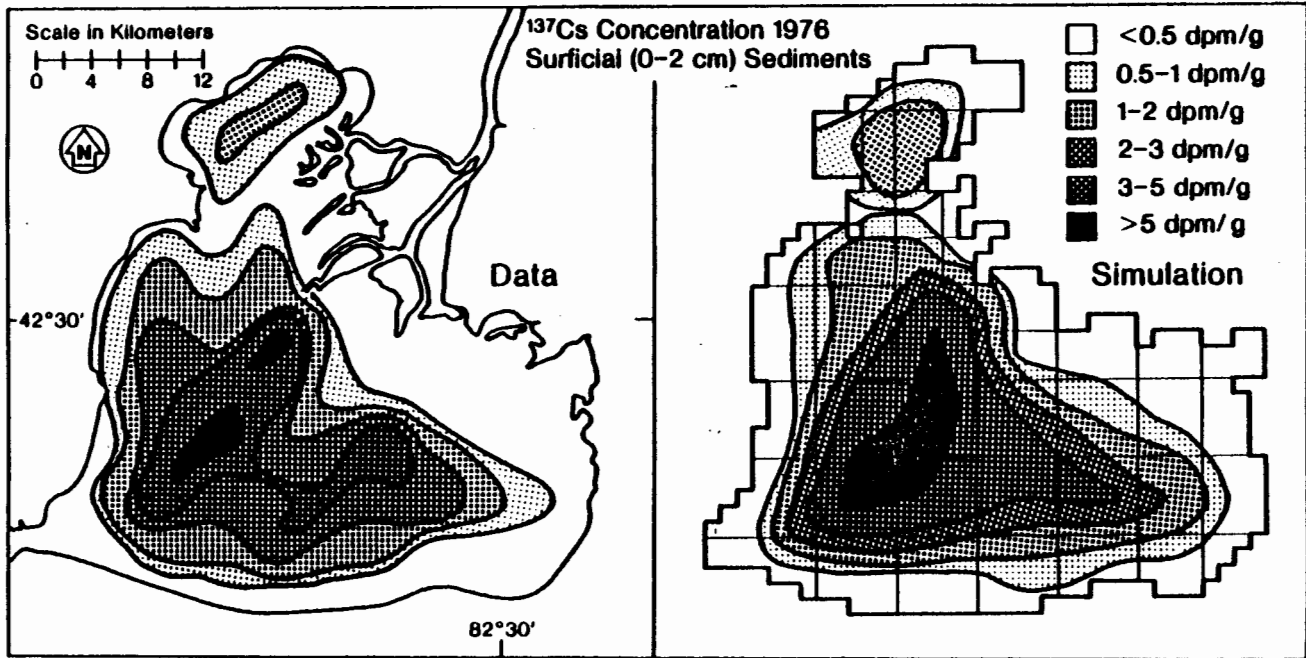 Scale in Kilometers
0 4 8 12
N
¹³⁷Cs Concentration 1976
Surficial (0-2 cm) Sediments
<0.5 dpm/g
0.5-1 dpm/g
1-2 dpm/g
2-3 dpm/g
3-5 dpm/g
>5 dpm/g
Data
Simulation
42°30'
82°30'